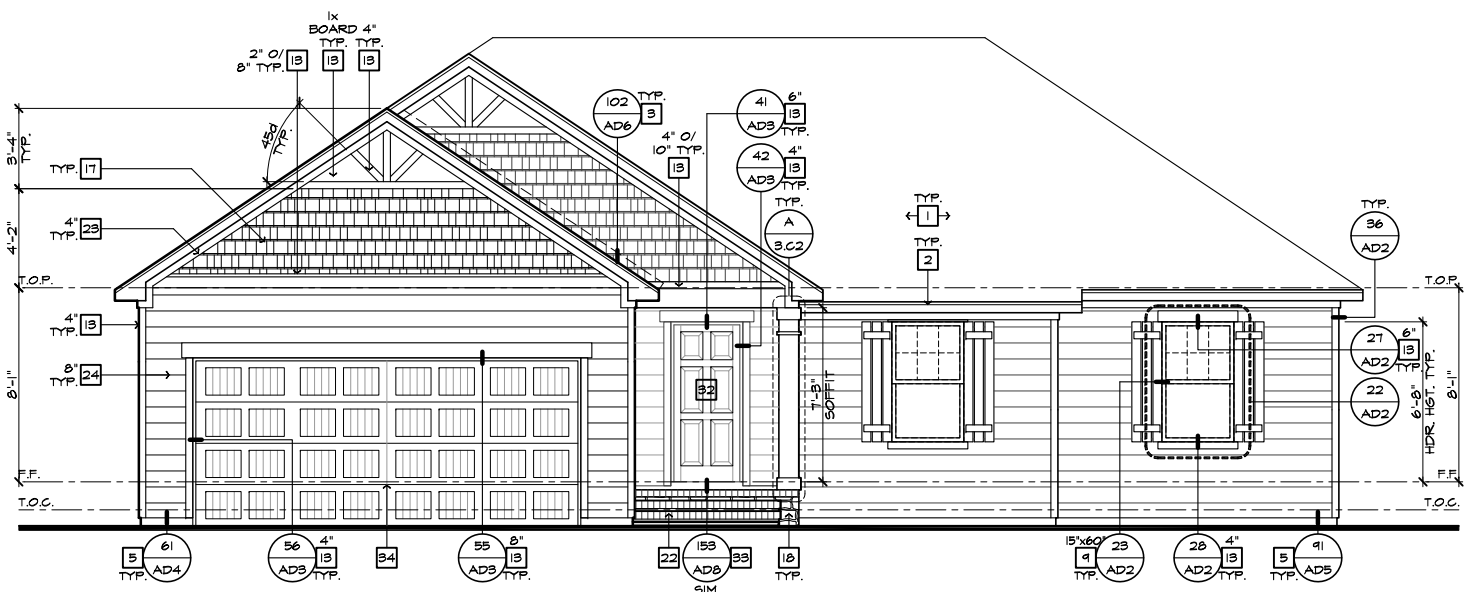 1x
BOARD 4"
TYP. TYP.
13 13
2" O/
8" TYP. 13
45d
TYP.
3'-4"
TYP.
TYP. 17
4"
TYP. 23
4'-2"
T.O.P.
4"
TYP. 13
8"
TYP. 24
8'-1"
F.F.
T.O.C.
102
AD6
TYP.
3
4" O/
10" TYP.
13
41
AD3
6"
13
TYP.
42
AD3
4"
13
TYP.
TYP.
A
3.C2
TYP.
1
TYP.
2
TYP.
36
AD2
T.O.P.
27
AD2
6"
13
TYP.
22
AD2
6'-8"
HDR. HGT. TYP.
8'-1"
F.F.
T.O.C.
32
7'-3"
SOFFIT
5
TYP.
61
AD4
56
AD3
4"
13
TYP.
34
55
AD3
8"
13
TYP.
22
153
AD8
33
SIM
18
TYP.
15"x60"
9
TYP.
23
AD2
28
AD2
4"
13
TYP.
5
TYP.
91
AD5